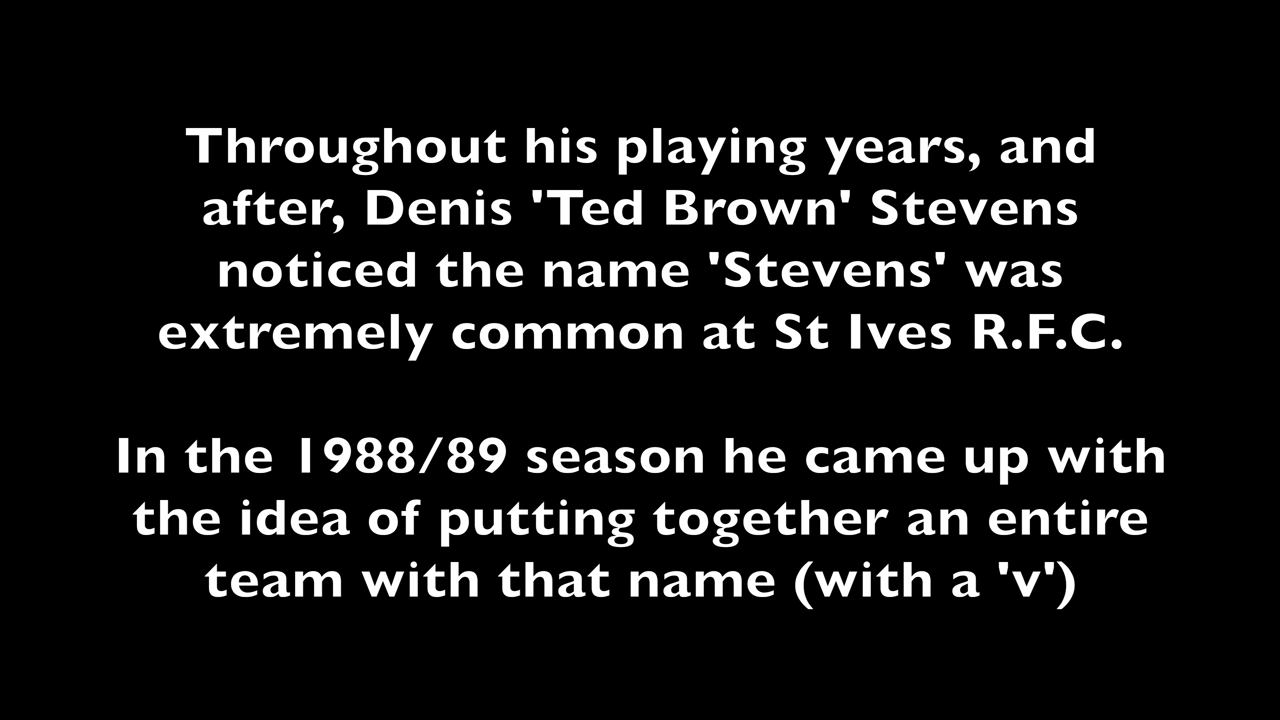 Throughout his playing years, and
after, Denis 'Ted Brown' Stevens
noticed the name 'Stevens' was
extremely common at St Ives R.F.C.
In the 1988/89 season he came up with
the idea of putting together an entire
team with that name (with a 'v')